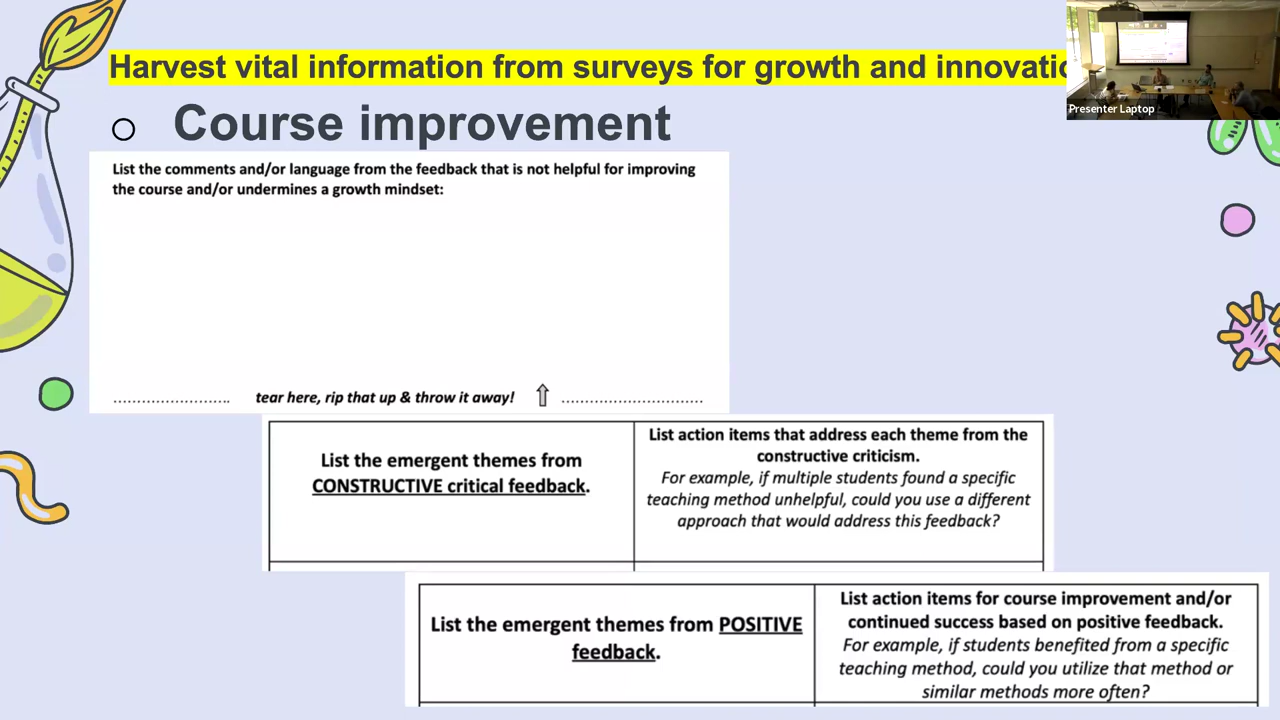 Harvest vital information from surveys for growth and innovatio
Presenter Laptop
o Course improvement
List the comments and/or language from the feedback that is not helpful for improving
the course and/or undermines a growth mindset:
........................ tear here, rip that up & throw it away! ⇧ .............................
List the emergent themes from
CONSTRUCTIVE critical feedback.
List action items that address each theme from the
constructive criticism.
For example, if multiple students found a specific
teaching method unhelpful, could you use a different
approach that would address this feedback?
List the emergent themes from POSITIVE
feedback.
List action items for course improvement and/or
continued success based on positive feedback.
For example, if students benefited from a specific
teaching method, could you utilize that method or
similar methods more often?